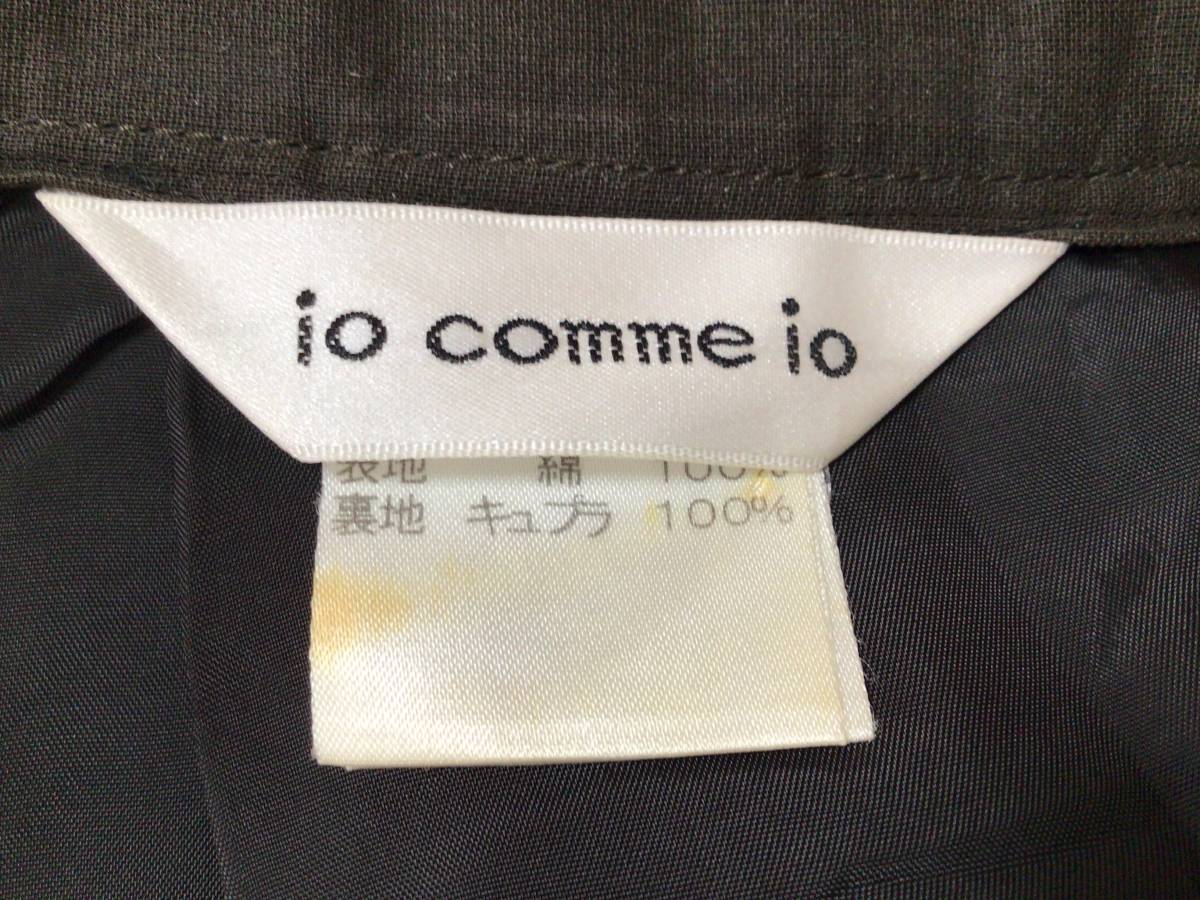 io comme io
表地 綿 100%
裏地 キュプラ 100%